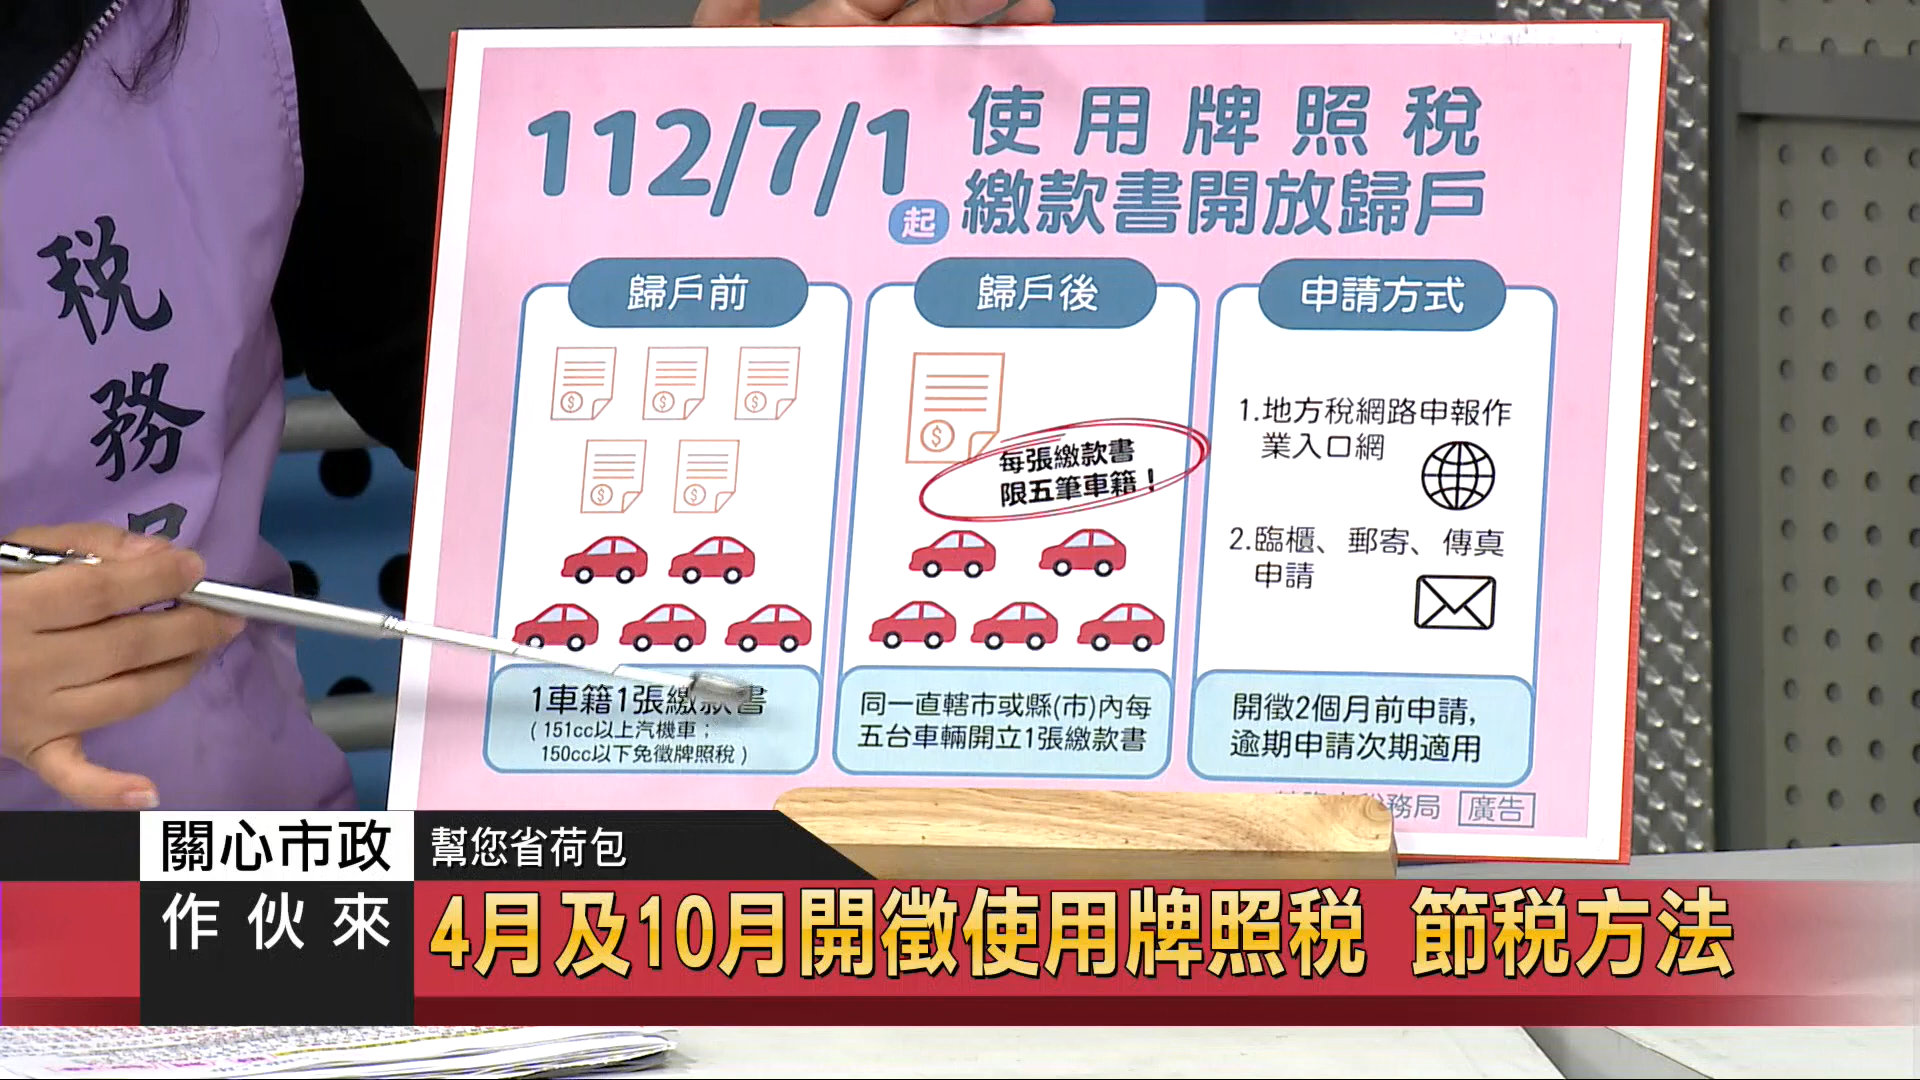 112/7/1起
使用牌照稅
繳款書開放歸戶
歸戶前
1車籍1張繳款書
(151cc以上汽機車;
150cc以下免徵牌照稅)
歸戶後
每張繳款書
限五筆車籍!
同一直轄市或縣(市)內每
五台車輛開立1張繳款書
申請方式
1.地方稅網路申報作
業入口網
2.臨櫃、郵寄、傳真
申請
開徵2個月前申請,
逾期申請次期適用
務局 廣告
稅務
關心市政
作伙來
幫您省荷包
4月及10月開徵使用牌照稅 節稅方法